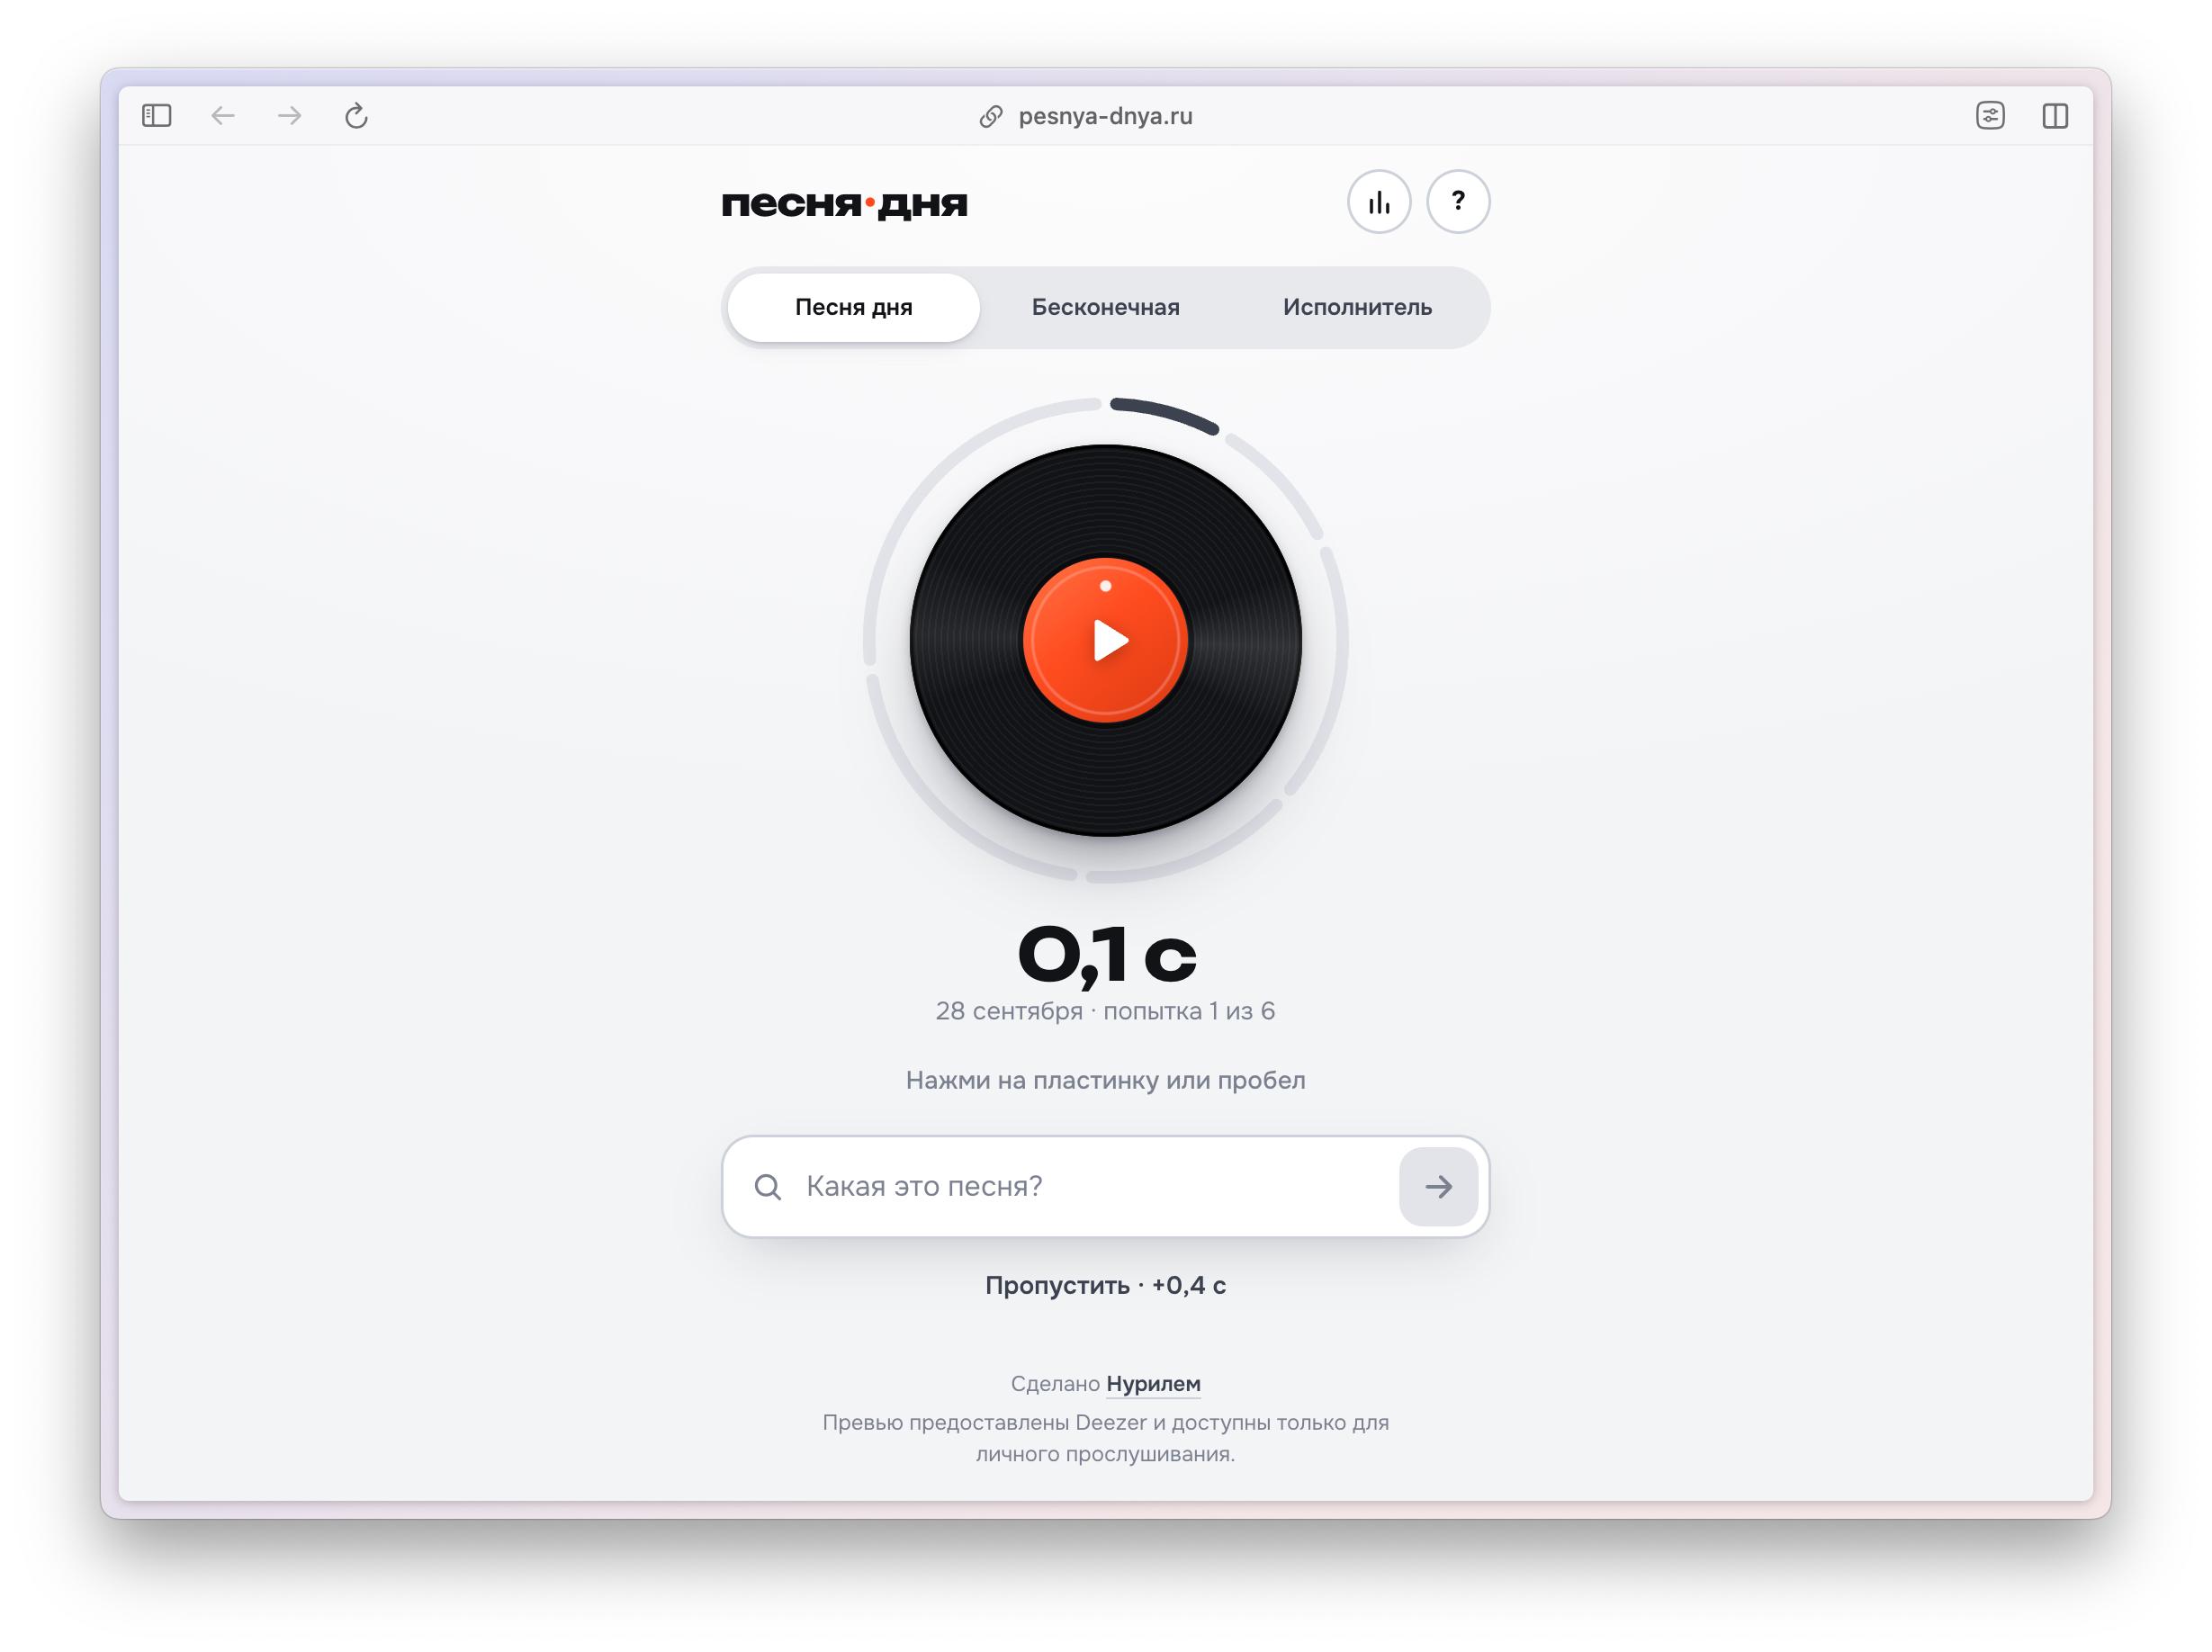 pesnya-dnya.ru
песня·дня
?
Песня дня
Бесконечная
Исполнитель
0,1 с
28 сентября · попытка 1 из 6
Нажми на пластинку или пробел
Какая это песня?
Пропустить · +0,4 с
Сделано Нурилем
Превью предоставлены Deezer и доступны только для
личного прослушивания.